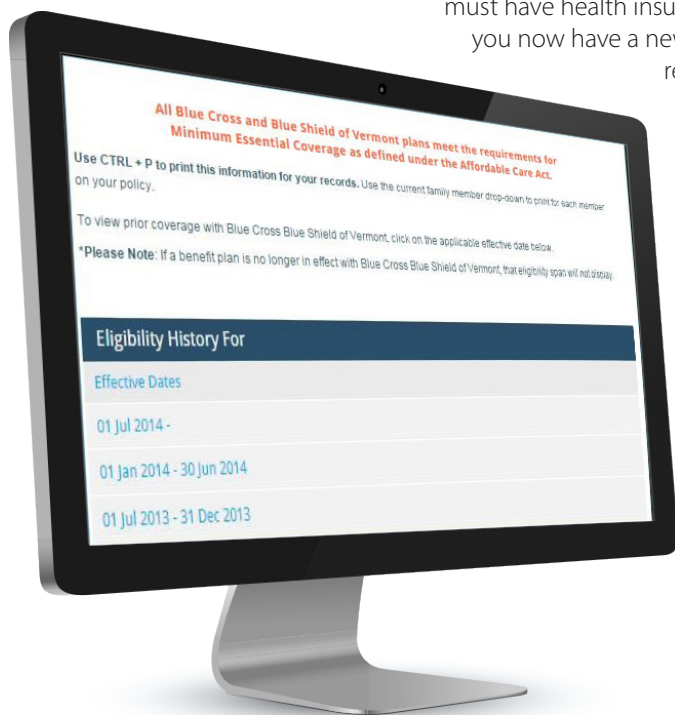 must have health insu
you now have a new
re
All Blue Cross and Blue Shield of Vermont plans meet the requirements for
Minimum Essential Coverage as defined under the Affordable Care Act.
Use CTRL + P to print this information for your records. Use the current family member drop-down to print for each member
on your policy.
To view prior coverage with Blue Cross Blue Shield of Vermont, click on the applicable effective date below.
*Please Note: If a benefit plan is no longer in effect with Blue Cross Blue Shield of Vermont, that eligibility span will not display.
Eligibility History For
Effective Dates
01 Jul 2014 -
01 Jan 2014 - 30 Jun 2014
01 Jul 2013 - 31 Dec 2013